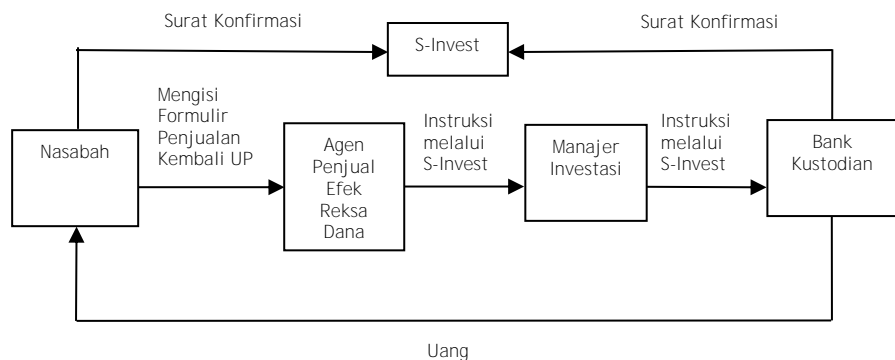 Surat Konfirmasi
Surat Konfirmasi
S-Invest
Mengisi
Formulir
Penjualan
Kembali UP
Nasabah
Agen
Penjual
Efek
Reksa
Dana
Instruksi
melalui
S-Invest
Manajer
Investasi
Instruksi
melalui
S-Invest
Bank
Kustodian
Uang